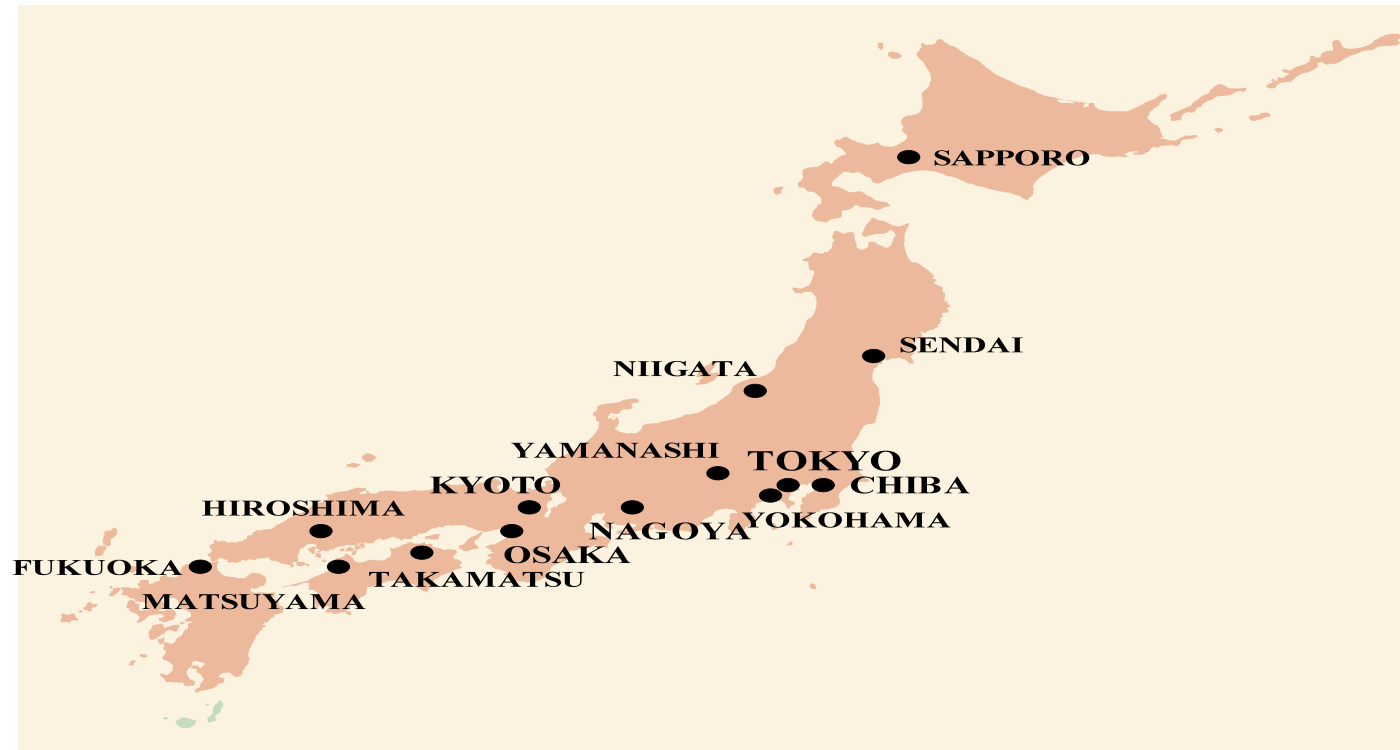 SAPPORO
SENDAI
NIIGATA
YAMANASHI
TOKYO
KYOTO
CHIBA
HIROSHIMA
YOKOHAMA
NAGOYA
OSAKA
FUKUOKA
TAKAMATSU
MATSUYAMA